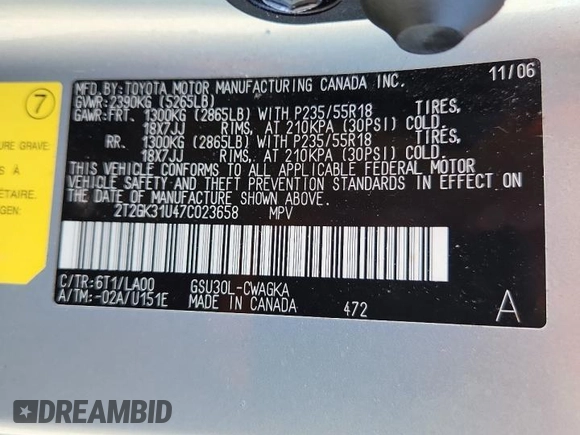 MFD. BY: TOYOTA MOTOR MANUFACTURING CANADA INC. 11/06
GVWR: 2390KG (5265LB)
GAWR: FRT. 1300KG (2865LB) WITH P235/55R18 TIRES,
18X7JJ RIMS, AT 210KPA (30PSI) COLD.
RR. 1300KG (2865LB) WITH P235/55R18 TIRES,
18X7JJ RIMS, AT 210KPA (30PSI) COLD.
THIS VEHICLE CONFORMS TO ALL APPLICABLE FEDERAL MOTOR
VEHICLE SAFETY AND THEFT PREVENTION STANDARDS IN EFFECT ON
THE DATE OF MANUFACTURE SHOWN ABOVE.
2T2GK31U47C023658 MPV
C/TR: 6T1/LA00 GSU30L-CWAGKA
A/TM: -02A/U151E MADE IN CANADA 472 A
7
URE GRAVE.
ÉTAIRE.
GEN:
DREAMBID